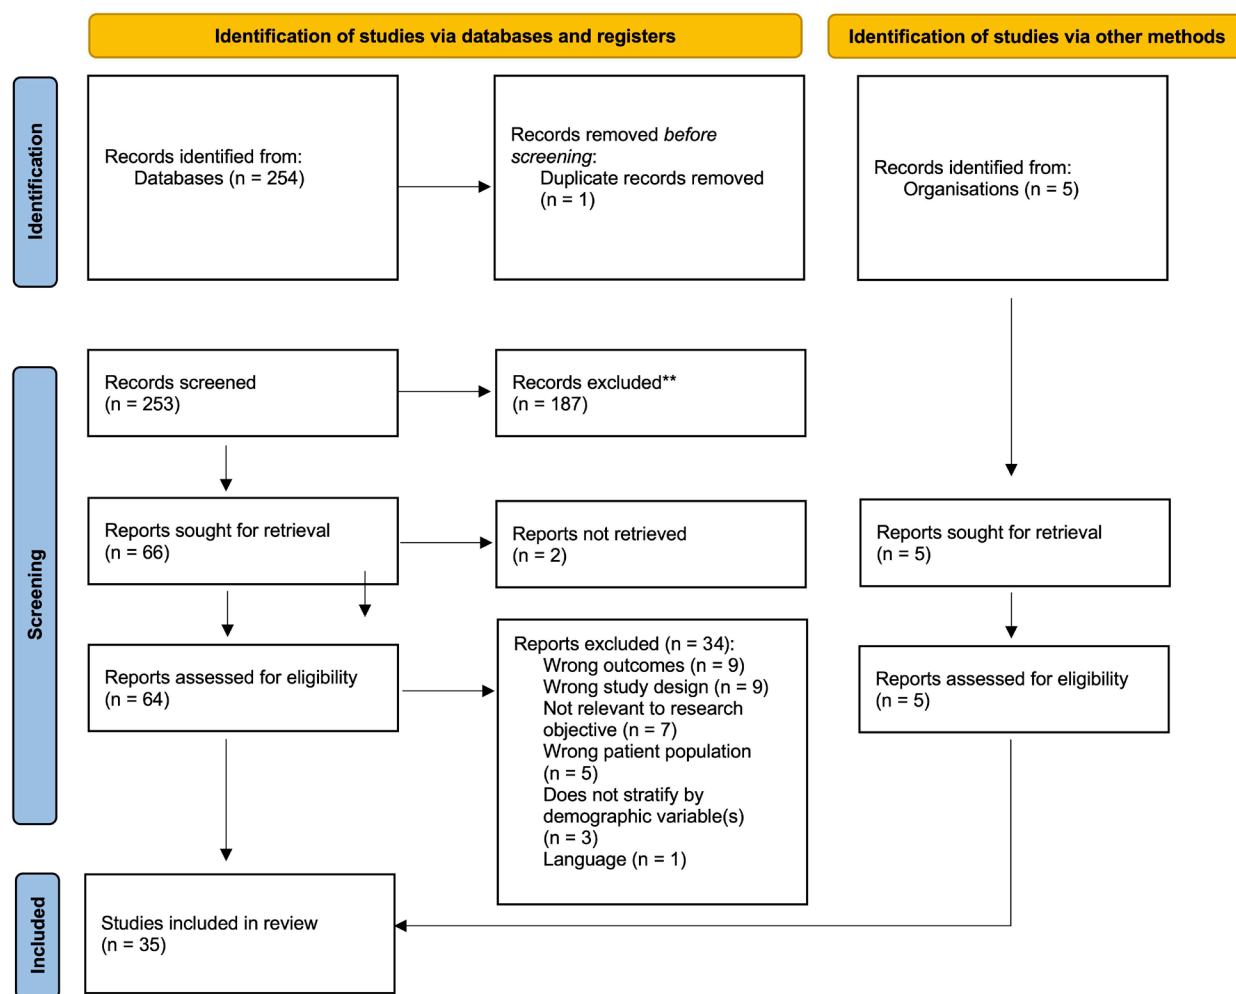 Identification of studies via databases and registers
Identification of studies via other methods
Identification
Records identified from:
Databases (n = 254)
Records removed before
screening:
Duplicate records removed
(n = 1)
Records identified from:
Organisations (n = 5)
Screening
Records screened
(n = 253)
Records excluded**
(n = 187)
Reports sought for retrieval
(n = 66)
Reports not retrieved
(n = 2)
Reports sought for retrieval
(n = 5)
Reports assessed for eligibility
(n = 64)
Reports excluded (n = 34):
Wrong outcomes (n = 9)
Wrong study design (n = 9)
Not relevant to research
objective (n = 7)
Wrong patient population
(n = 5)
Does not stratify by
demographic variable(s)
(n = 3)
Language (n = 1)
Reports assessed for eligibility
(n = 5)
Included
Studies included in review
(n = 35)